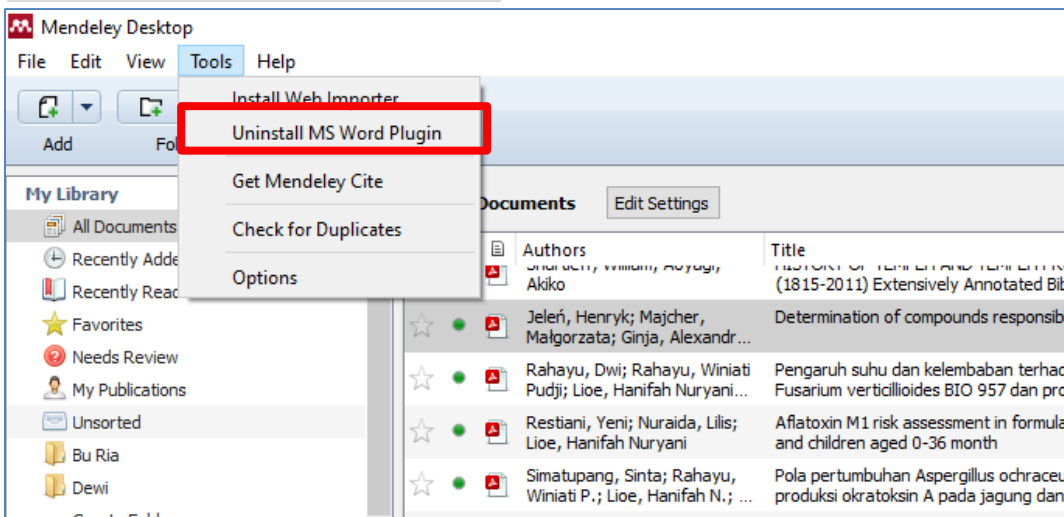 Mendeley Desktop
File Edit View Tools Help
Install Web Importer
Uninstall MS Word Plugin
Get Mendeley Cite
Check for Duplicates
Options
Add
Fol
My Library
All Documents
Recently Adde
Recently Read
Favorites
Needs Review
My Publications
Unsorted
Bu Ria
Dewi
Documents Edit Settings
Authors Title
Akiko
(1815-2011) Extensively Annotated Bib
Jeleń, Henryk; Majcher,
Małgorzata; Ginja, Alexandr...
Determination of compounds responsib
Rahayu, Dwi; Rahayu, Winiati
Pudji; Lioe, Hanifah Nuryani...
Pengaruh suhu dan kelembaban terhad
Fusarium verticillioides BIO 957 dan pro
Restiani, Yeni; Nuraida, Lilis;
Lioe, Hanifah Nuryani
Aflatoxin M1 risk assessment in formula
and children aged 0-36 month
Simatupang, Sinta; Rahayu,
Winiati P.; Lioe, Hanifah N.; ...
Pola pertumbuhan Aspergillus ochraceu
produksi okratoksin A pada jagung dan